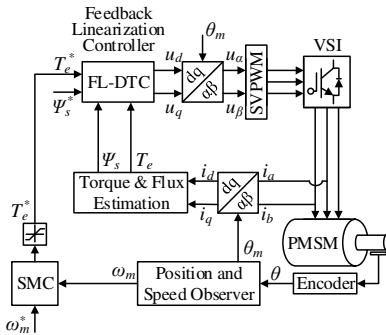 Feedback
Linearization
Controller
θ_m
VSI
T_e^*
Ψ_s^*
FL-DTC
u_d
u_q
dq
αβ
u_α
u_β
SVPWM
Ψ_s
T_e
Torque & Flux
Estimation
i_d
i_q
dq
αβ
i_a
i_b
T_e^*
PMSM
θ_m
SMC
ω_m
Position and
Speed Observer
θ
Encoder
ω_m^*